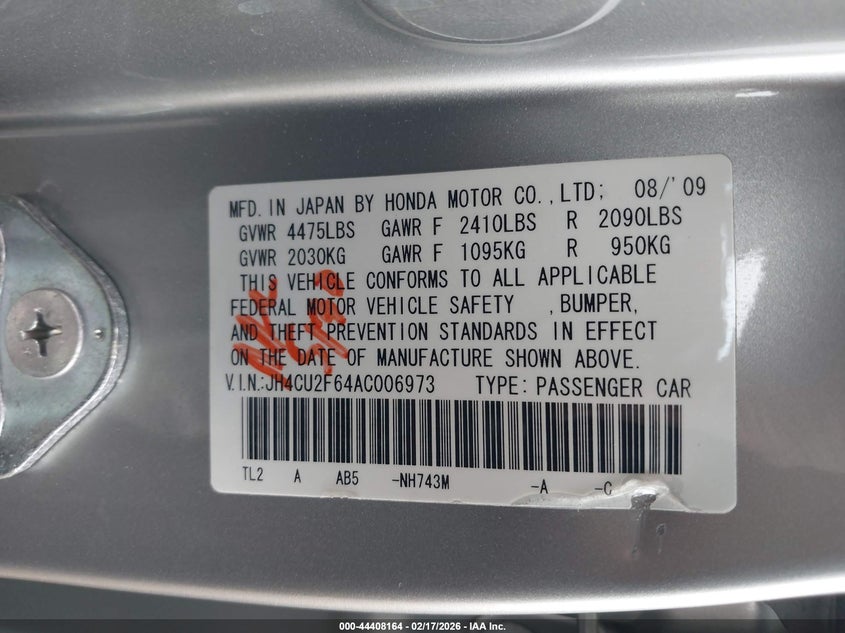 MFD. IN JAPAN BY HONDA MOTOR CO., LTD; 08/'09
GVWR 4475LBS GAWR F 2410LBS R 2090LBS
GVWR 2030KG GAWR F 1095KG R 950KG
THIS VEHICLE CONFORMS TO ALL APPLICABLE
FEDERAL MOTOR VEHICLE SAFETY , BUMPER,
AND THEFT PREVENTION STANDARDS IN EFFECT
ON THE DATE OF MANUFACTURE SHOWN ABOVE.
V.I.N.:JH4CU2F64AC006973 TYPE: PASSENGER CAR
TL2 A AB5 -NH743M -A -C
000-44408164 - 02/17/2026 - IAA Inc.